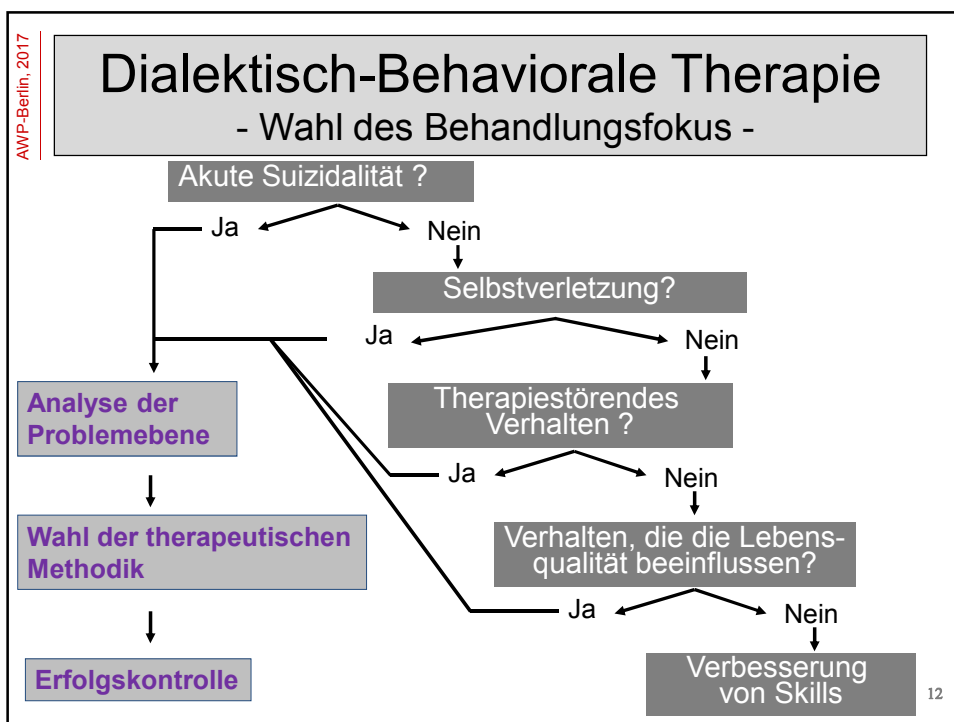 AWP-Berlin, 2017
Dialektisch-Behaviorale Therapie
- Wahl des Behandlungsfokus -
Akute Suizidalität ?
Ja
Nein
Selbstverletzung?
Ja
Nein
Analyse der
Problemebene
Therapiestörendes
Verhalten ?
Ja
Nein
Wahl der therapeutischen
Methodik
Verhalten, die die Lebens-
qualität beeinflussen?
Ja
Nein
Erfolgskontrolle
Verbesserung
von Skills
12